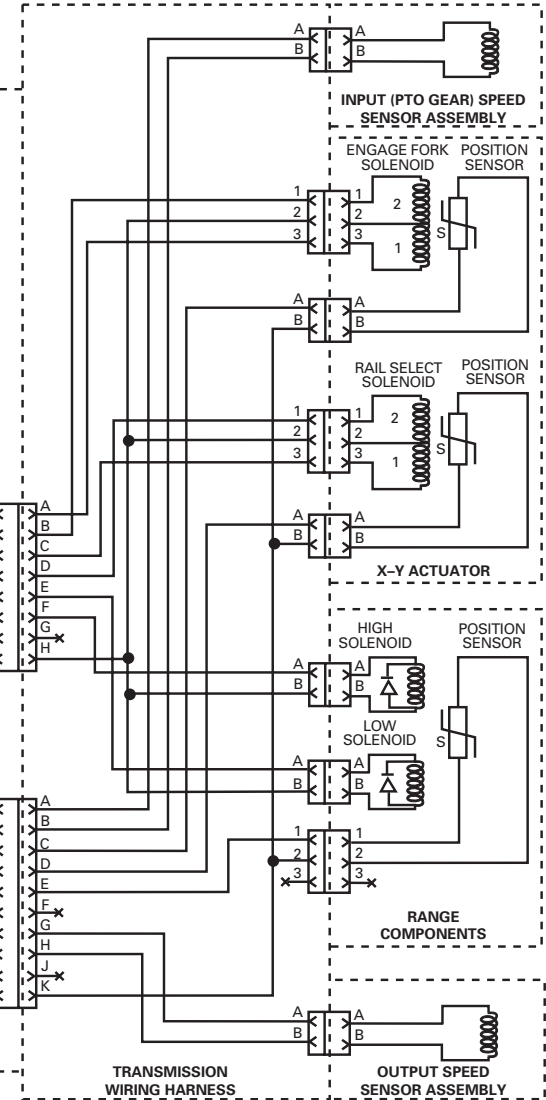 A A
B B
INPUT (PTO GEAR) SPEED
SENSOR ASSEMBLY
ENGAGE FORK
SOLENOID
POSITION
SENSOR
1 1
2 2
3 3
2
1
S
A A
B B
RAIL SELECT
SOLENOID
POSITION
SENSOR
1 1
2 2
3 3
2
1
S
A A
B B
X–Y ACTUATOR
A
B
C
D
E
F
G
H
HIGH
SOLENOID
POSITION
SENSOR
A A
B B
S
LOW
SOLENOID
A A
B B
1 1
2 2
3 3
RANGE
COMPONENTS
A
B
C
D
E
F
G
H
J
K
A A
B B
TRANSMISSION
WIRING HARNESS
OUTPUT SPEED
SENSOR ASSEMBLY